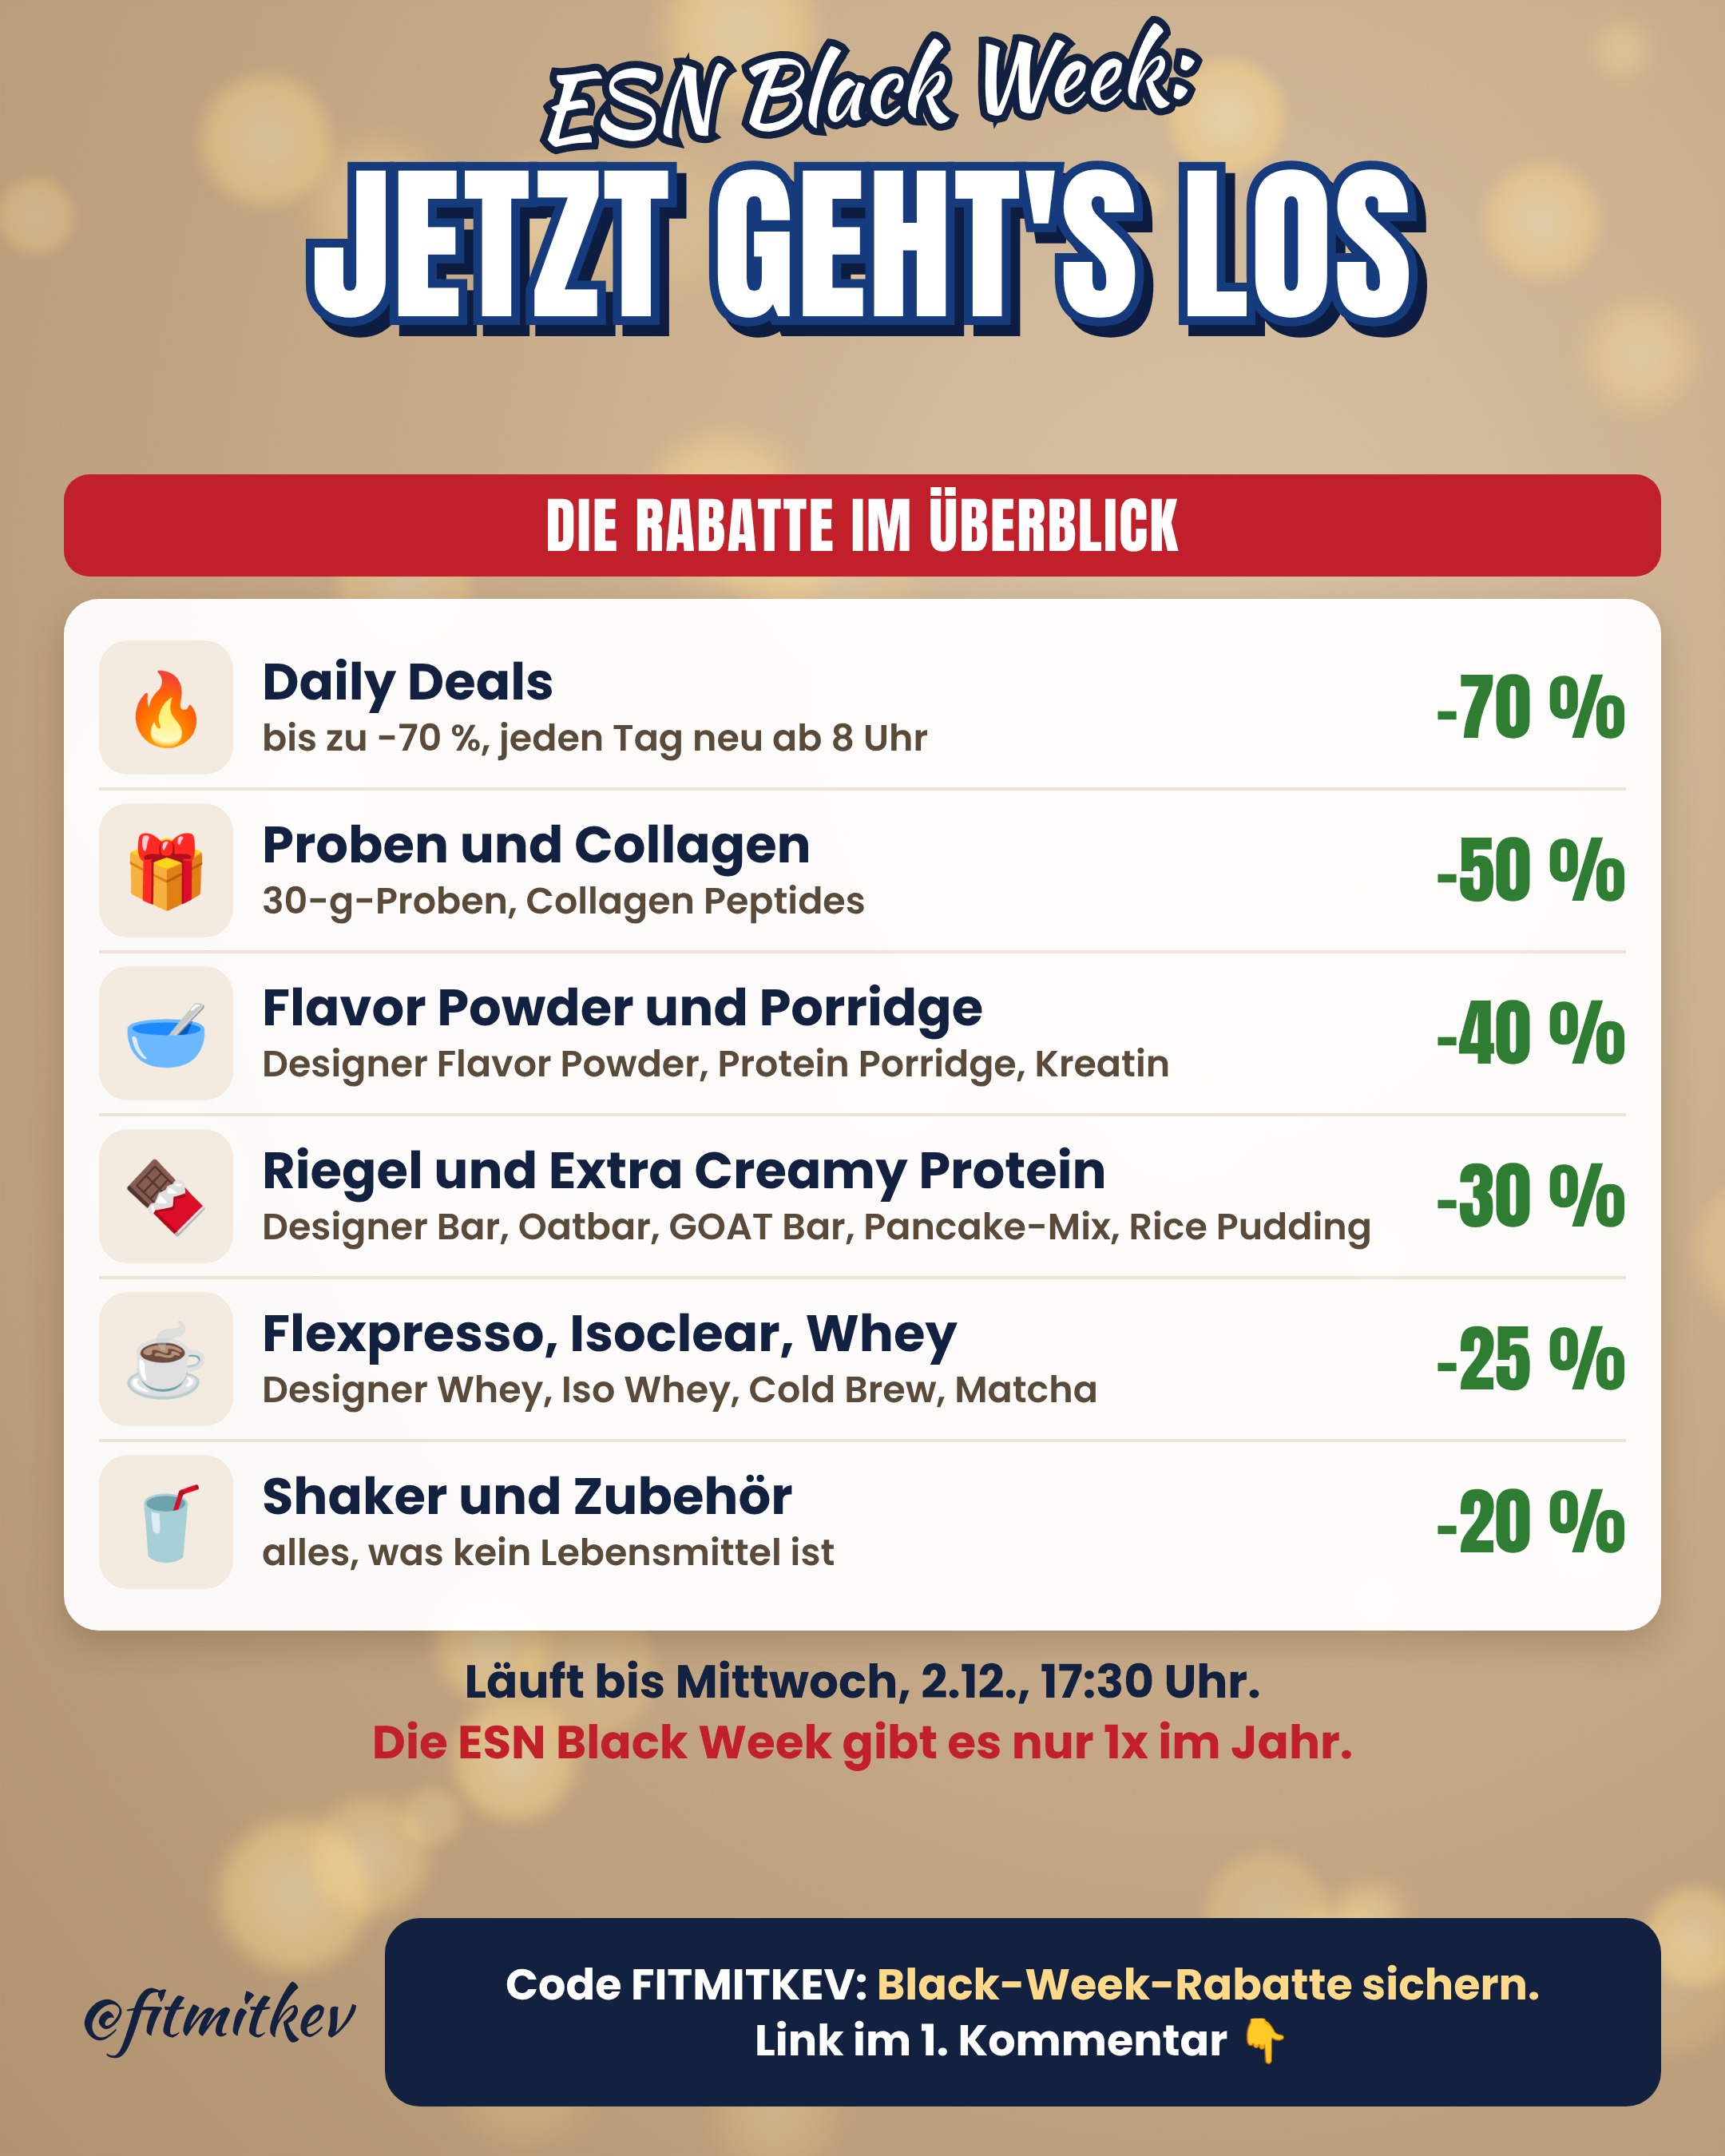 ESN Black Week:
JETZT GEHT'S LOS
DIE RABATTE IM ÜBERBLICK
Daily Deals
bis zu -70 %, jeden Tag neu ab 8 Uhr
-70 %
Proben und Collagen
30-g-Proben, Collagen Peptides
-50 %
Flavor Powder und Porridge
Designer Flavor Powder, Protein Porridge, Kreatin
-40 %
Riegel und Extra Creamy Protein
Designer Bar, Oatbar, GOAT Bar, Pancake-Mix, Rice Pudding
-30 %
Flexpresso, Isoclear, Whey
Designer Whey, Iso Whey, Cold Brew, Matcha
-25 %
Shaker und Zubehör
alles, was kein Lebensmittel ist
-20 %
Läuft bis Mittwoch, 2.12., 17:30 Uhr.
Die ESN Black Week gibt es nur 1x im Jahr.
@fitmitkev
Code FITMITKEV: Black-Week-Rabatte sichern.
Link im 1. Kommentar 👇